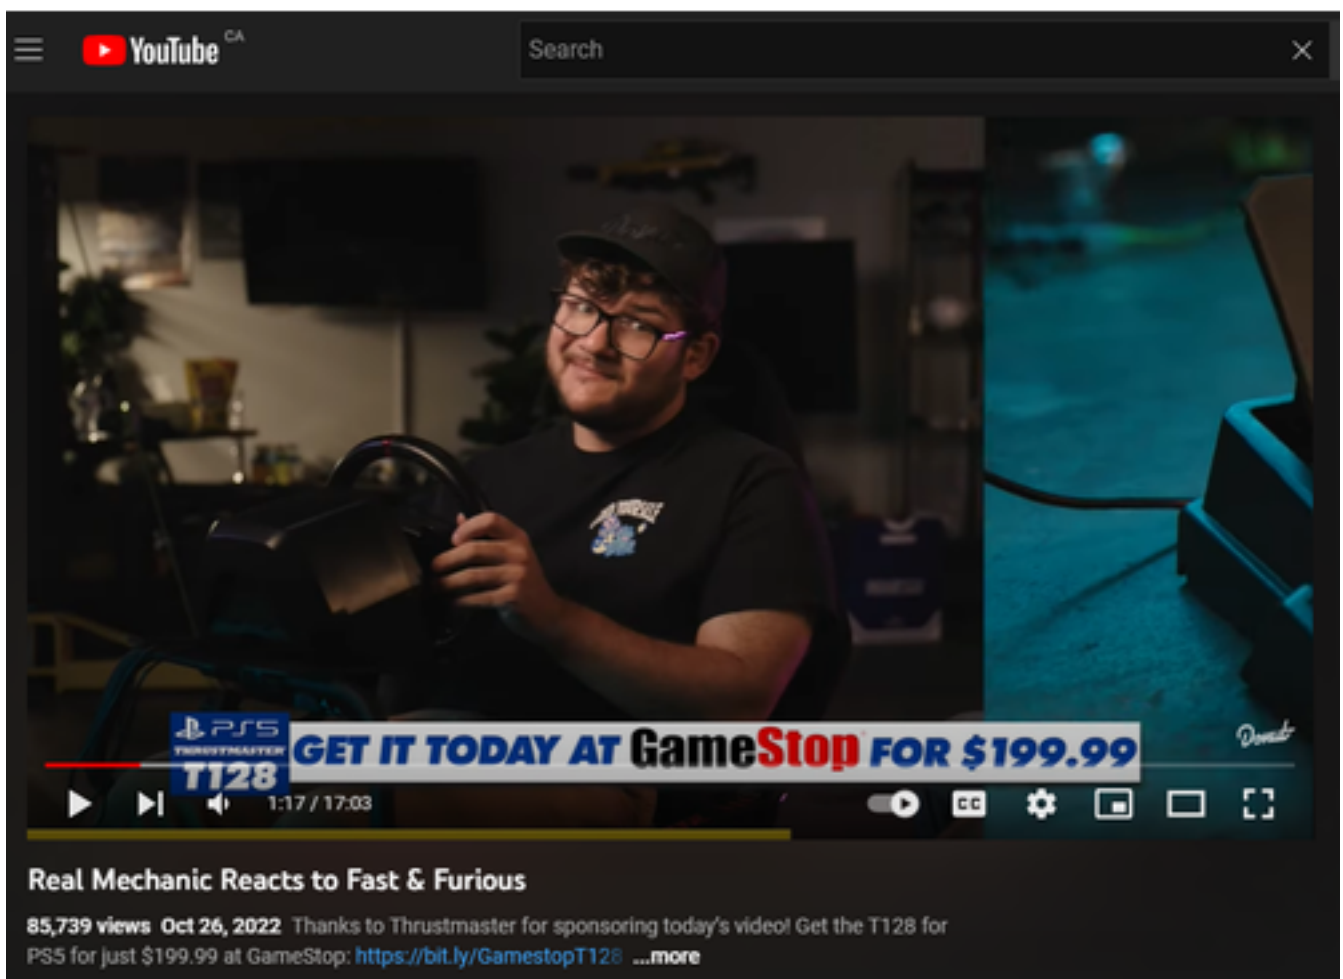 YouTube CA
Search
PS5
THRUSTMASTER
T128
GET IT TODAY AT GameStop FOR $199.99
Donut
1:17 / 17:03
CC
Real Mechanic Reacts to Fast & Furious
85,739 views Oct 26, 2022 Thanks to Thrustmaster for sponsoring today's video! Get the T128 for
PS5 for just $199.99 at GameStop: https://bit.ly/GamestopT128 ...more